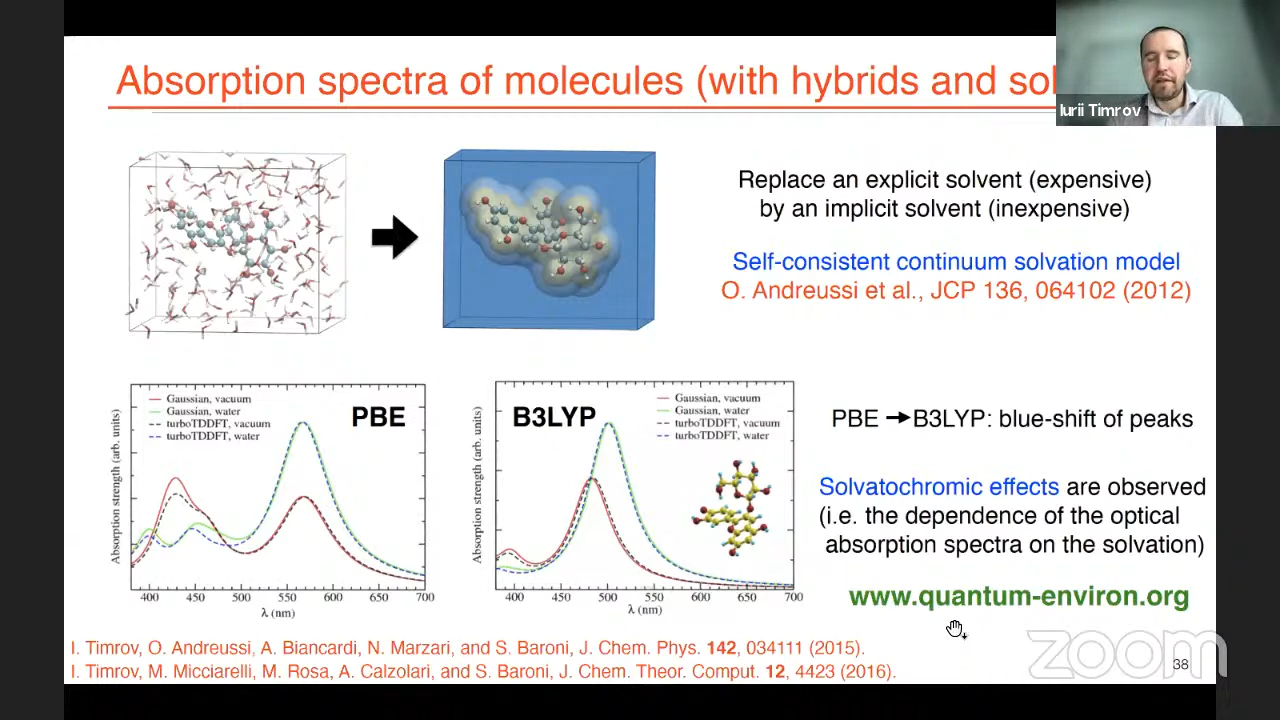 Absorption spectra of molecules (with hybrids and sol
Iurii Timrov
Replace an explicit solvent (expensive)
by an implicit solvent (inexpensive)
Self-consistent continuum solvation model
O. Andreussi et al., JCP 136, 064102 (2012)
Gaussian, vacuum
Gaussian, water
turboTDDFT, vacuum
turboTDDFT, water
PBE
Absorption strength (arb. units)
400 450 500 550 600 650 700
λ (nm)
B3LYP
Gaussian, vacuum
Gaussian, water
turboTDDFT, vacuum
turboTDDFT, water
Absorption strength (arb. units)
400 450 500 550 600 650 700
λ (nm)
PBE → B3LYP: blue-shift of peaks
Solvatochromic effects are observed
(i.e. the dependence of the optical
absorption spectra on the solvation)
www.quantum-environ.org
I. Timrov, O. Andreussi, A. Biancardi, N. Marzari, and S. Baroni, J. Chem. Phys. 142, 034111 (2015).
I. Timrov, M. Micciarelli, M. Rosa, A. Calzolari, and S. Baroni, J. Chem. Theor. Comput. 12, 4423 (2016).
zoom
38